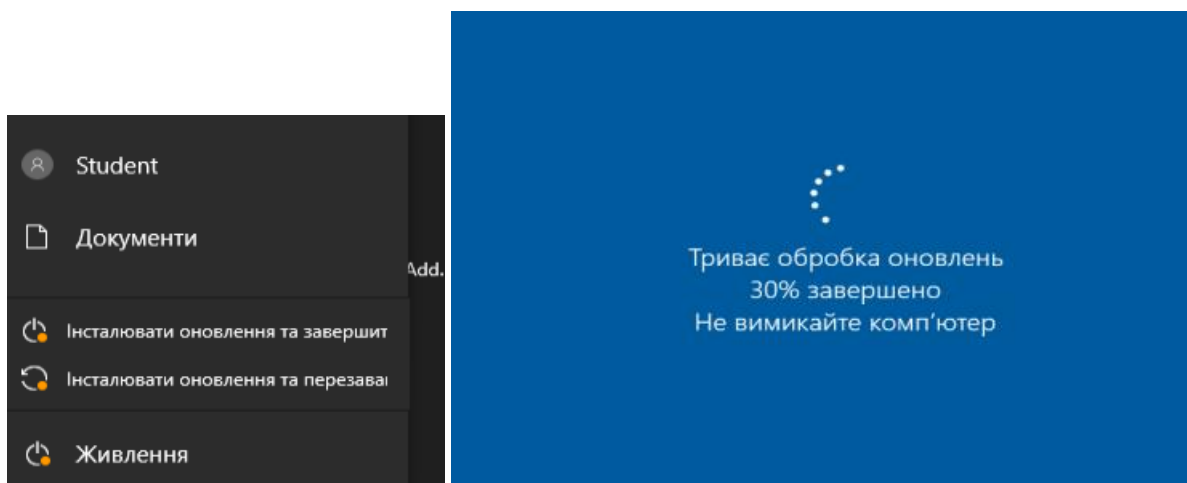 Student
Документи
Add.
Інсталювати оновлення та завершит
Інсталювати оновлення та перезаваl
Живлення
Триває обробка оновлень
30% завершено
Не вимикайте комп'ютер